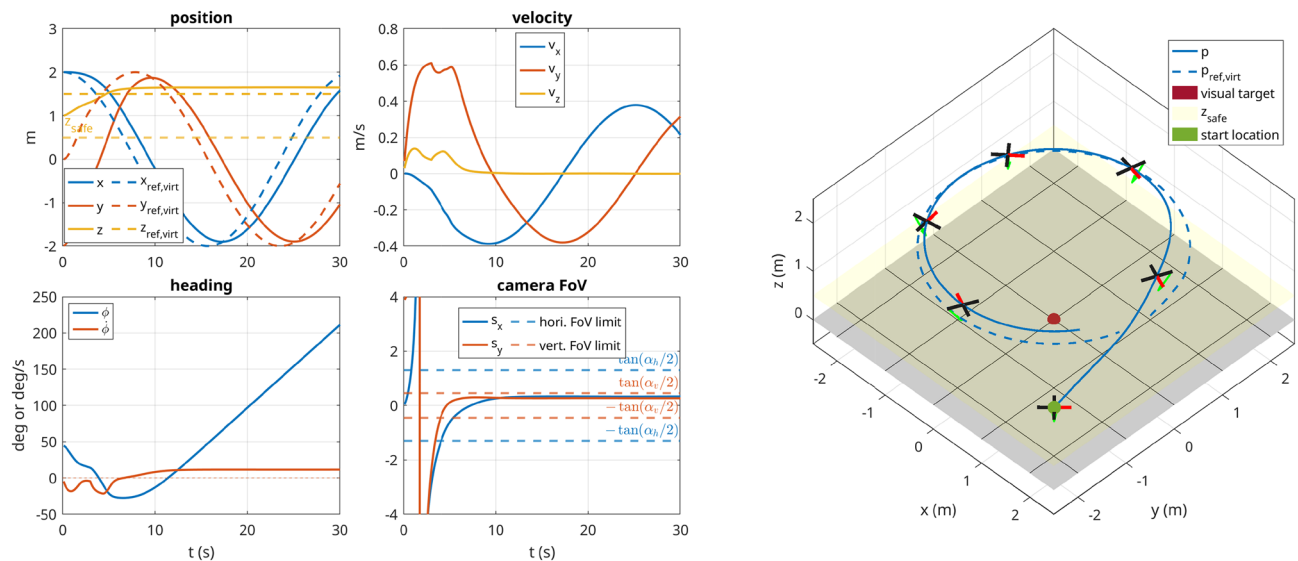 position
3
2
1
0
-1
-2
m
z_safe
x x_ref,virt
y y_ref,virt
z z_ref,virt
0 10 20 30
velocity
0.8
0.6
0.4
0.2
0
-0.2
-0.4
m/s
v_x
v_y
v_z
0 10 20 30
heading
250
200
150
100
50
0
-50
deg or deg/s
ϕ
ϕ̇
0 10 20 30
t (s)
camera FoV
4
2
0
-2
-4
s_x hori. FoV limit
s_y vert. FoV limit
tan(α_h/2)
tan(α_v/2)
−tan(α_v/2)
−tan(α_h/2)
0 10 20 30
t (s)
p
p_ref,virt
visual target
z_safe
start location
2
1
0
z (m)
-2
-1
0
1
2
x (m)
2
1
0
-1
-2
y (m)